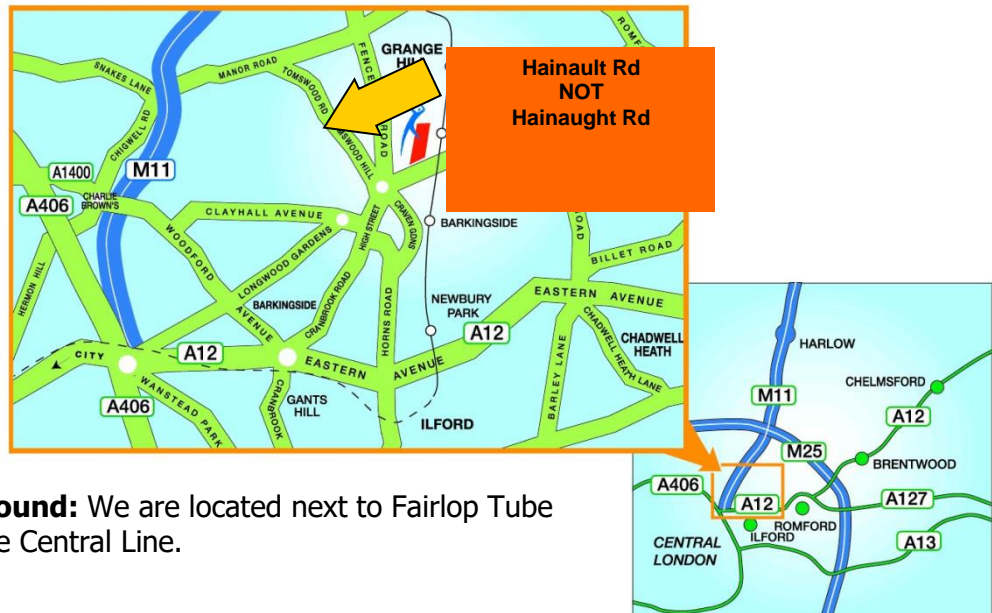 ROMF
GRANGE
HILL
FENCE
ROAD
MANOR ROAD
SNAKES LANE
TOMSWOOD RD
OMSWOOD HILL
CHIGWELL RD
Hainault Rd
NOT
Hainaught Rd
A1400
M11
A406
CHARLIE
BROWN'S
CLAYHALL AVENUE
HIGH STREET
CRAVEN GDNS
BARKINGSIDE
ROAD
BILLET ROAD
WOODFORD
AVENUE
LONGWOOD GARDENS
HERMON HILL
BARKINGSIDE
CRANBROOK ROAD
HORNS ROAD
NEWBURY
PARK
EASTERN AVENUE
A12
CHADWELL
HEATH
CHADWELL HEATH LANE
BARLEY LANE
CITY
A12
EASTERN AVENUE
A406
WANSTEAD PARK
CRANBROOK
GANTS
HILL
ILFORD
HARLOW
CHELMSFORD
M11
A12
M25
BRENTWOOD
A406
A12
A127
ROMFORD
ILFORD
A13
CENTRAL
LONDON
ound: We are located next to Fairlop Tube
e Central Line.